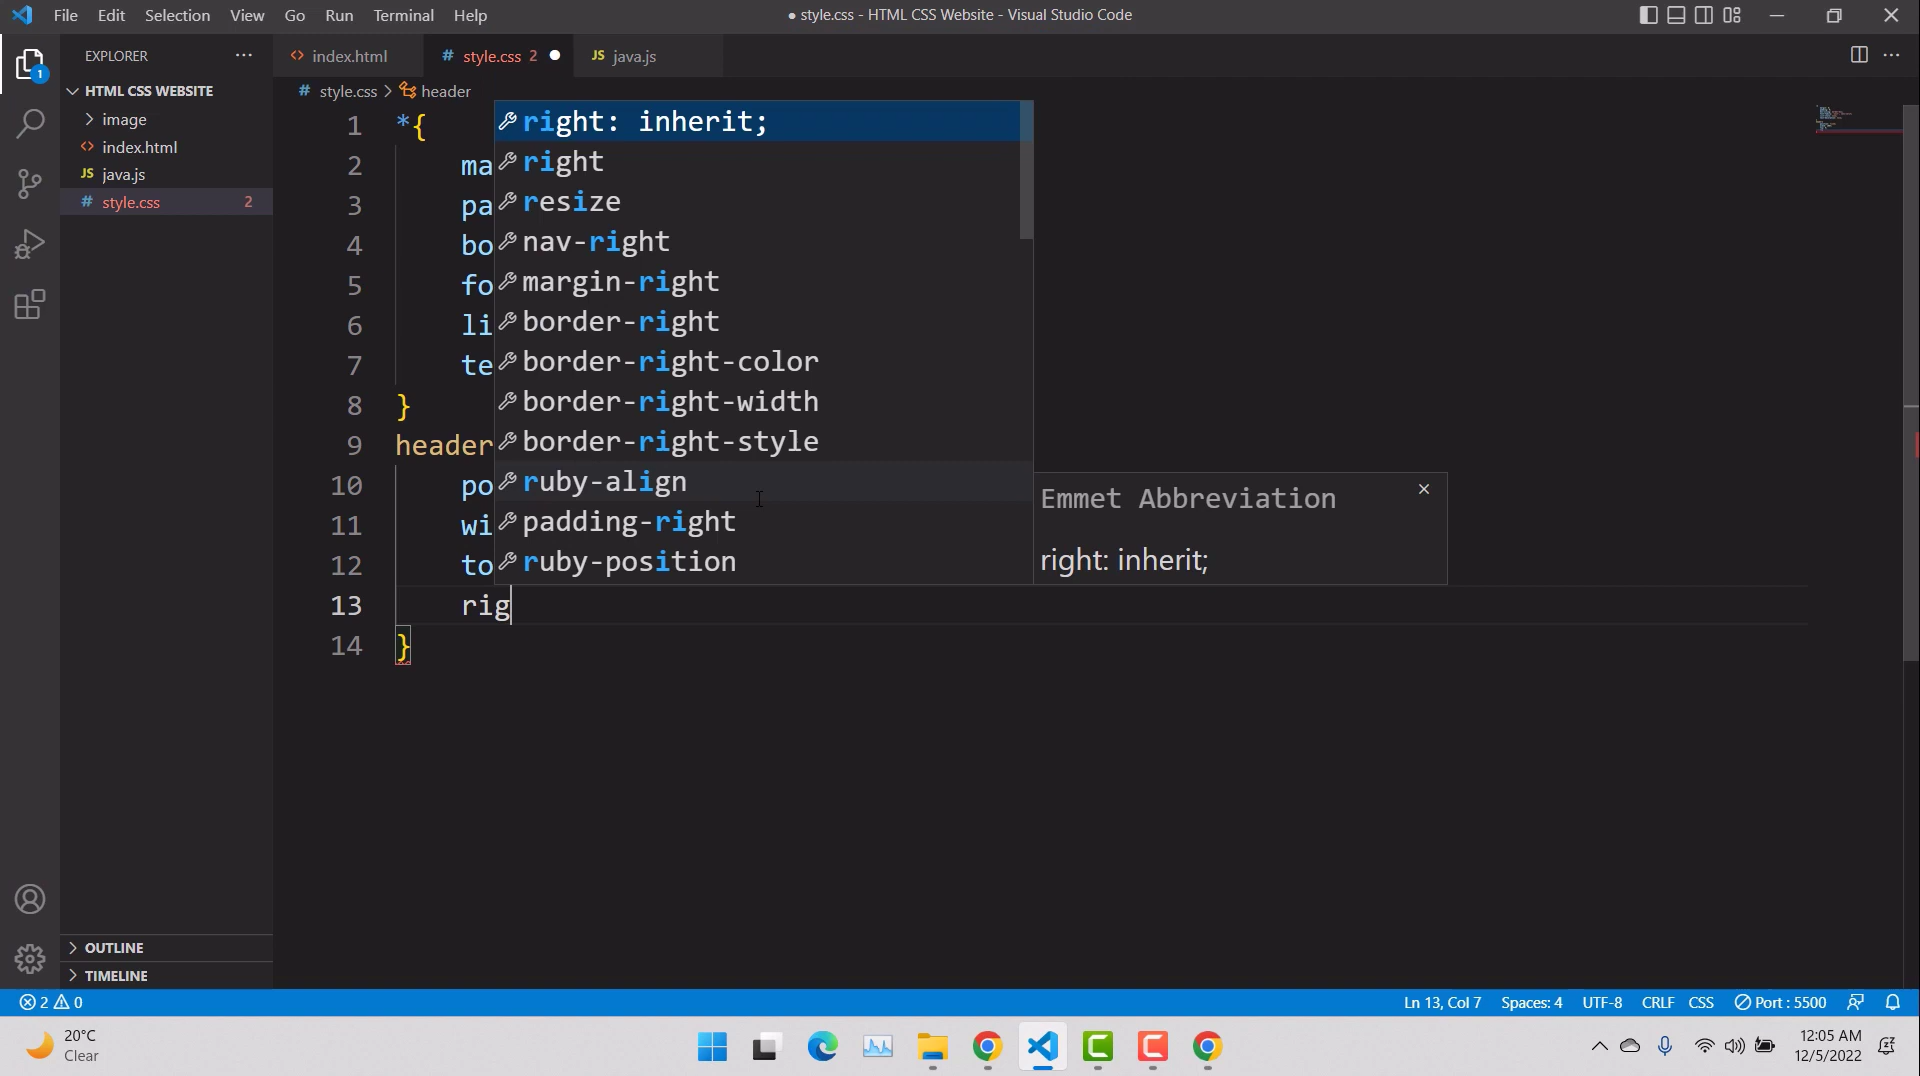 File Edit Selection View Go Run Terminal Help
● style.css - HTML CSS Website - Visual Studio Code
EXPLORER ···
<> index.html
# style.css 2 ●
JS java.js
HTML CSS WEBSITE
image
<> index.html
JS java.js
# style.css 2
# style.css > header
1 *{
2 ma
3 pa
4 bo
5 fo
6 li
7 te
8 }
9 header
10 po
11 wi
12 to
13 rig
14 }
right: inherit;
right
resize
nav-right
margin-right
border-right
border-right-color
border-right-width
border-right-style
ruby-align
padding-right
ruby-position
Emmet Abbreviation
right: inherit;
1
OUTLINE
TIMELINE
2 0
Ln 13, Col 7 Spaces: 4 UTF-8 CRLF CSS Port : 5500
20°C
Clear
12:05 AM
12/5/2022